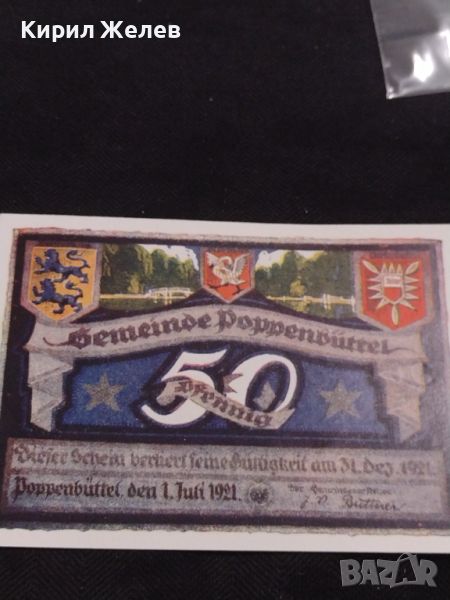 Кирил Желев
Gemeinde Poppenbüttel
50
Pfennig
Dieser Schein verliert seine Gültigkeit am 31. Dez. 1921.
Poppenbüttel, den 1. Juli 1921.
BAZAR